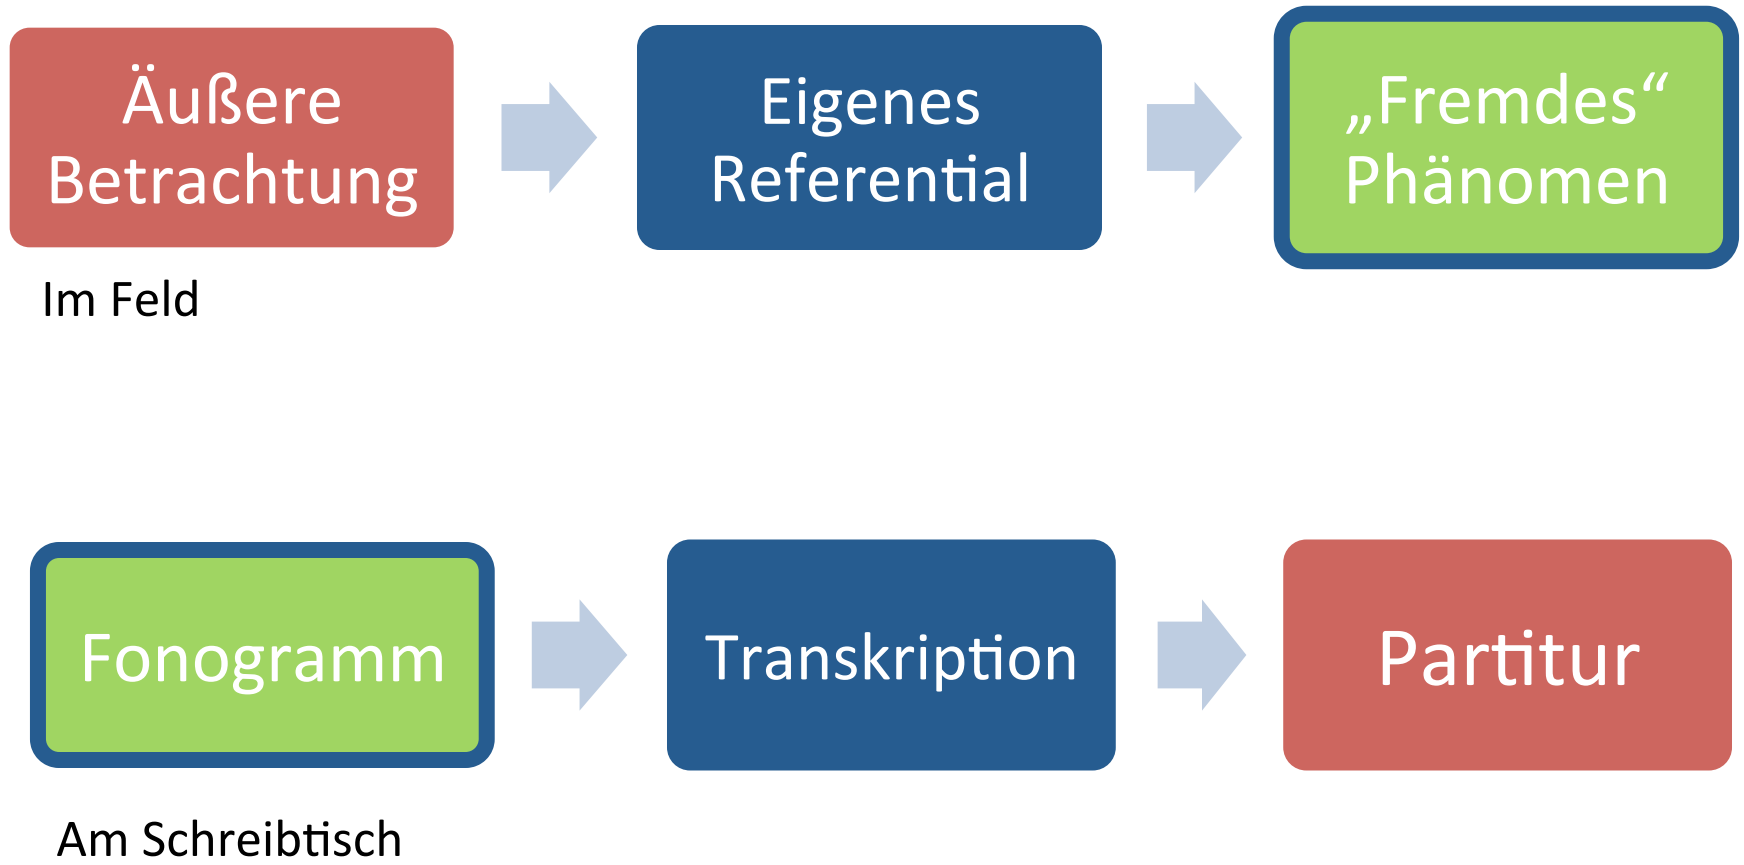 Äußere
Betrachtung
Eigenes
Referential
„Fremdes“
Phänomen
Im Feld
Fonogramm
Transkription
Partitur
Am Schreibtisch